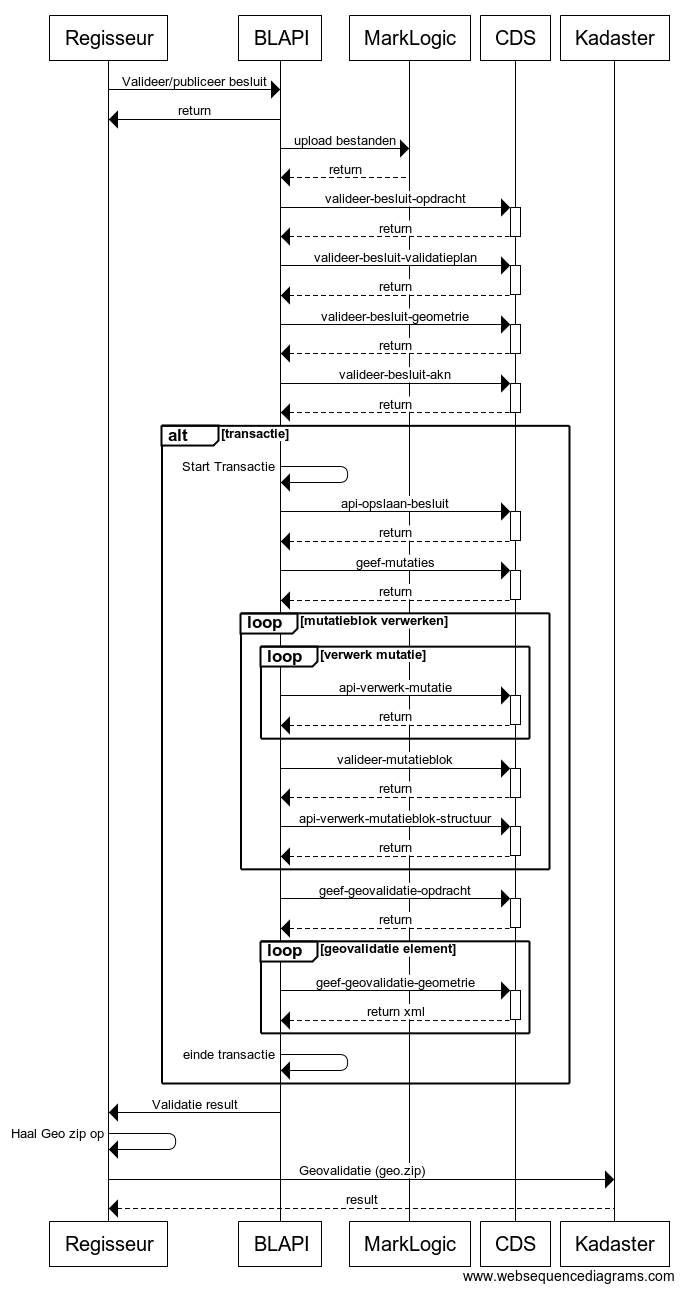 Regisseur BLAPI MarkLogic CDS Kadaster
Valideer/publiceer besluit
return
upload bestanden
return
valideer-besluit-opdracht
return
valideer-besluit-validatieplan
return
valideer-besluit-geometrie
return
valideer-besluit-akn
return
alt [transactie]
Start Transactie
api-opslaan-besluit
return
geef-mutaties
return
loop [mutatieblok verwerken]
loop [verwerk mutatie]
api-verwerk-mutatie
return
valideer-mutatieblok
return
api-verwerk-mutatieblok-structuur
return
geef-geovalidatie-opdracht
return
loop [geovalidatie element]
geef-geovalidatie-geometrie
return xml
einde transactie
Validatie result
Haal Geo zip op
Geovalidatie (geo.zip)
result
Regisseur BLAPI MarkLogic CDS Kadaster
www.websequencediagrams.com